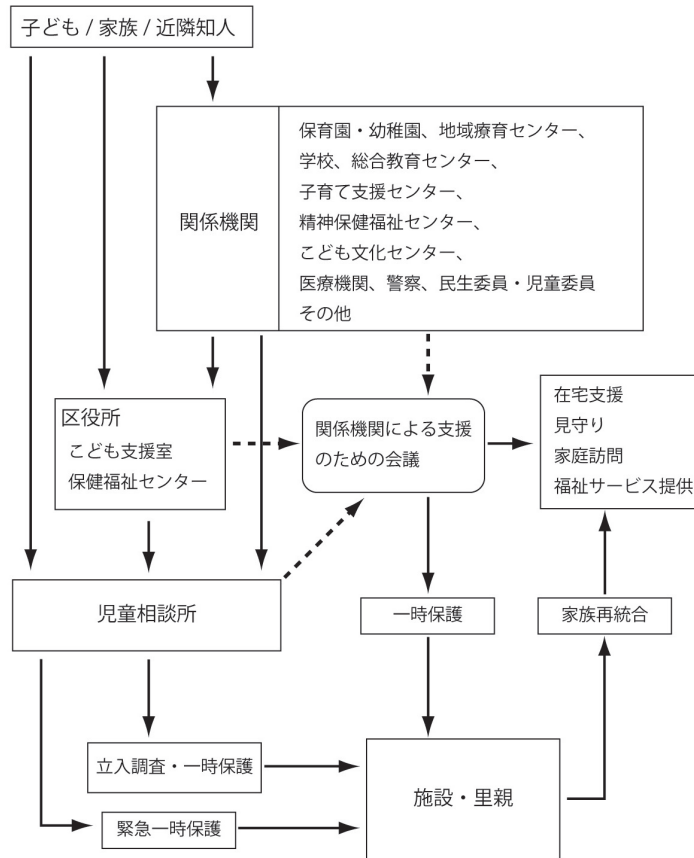 子ども / 家族 / 近隣知人
関係機関
保育園・幼稚園、地域療育センター、
学校、総合教育センター、
子育て支援センター、
精神保健福祉センター、
こども文化センター、
医療機関、警察、民生委員・児童委員
その他
区役所
こども支援室
保健福祉センター
関係機関による支援
のための会議
在宅支援
見守り
家庭訪問
福祉サービス提供
児童相談所
一時保護
家族再統合
立入調査・一時保護
緊急一時保護
施設・里親